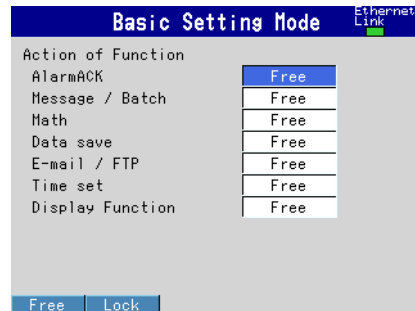 Basic Setting Mode
Ethernet
Link
Action of Function
AlarmACK Free
Message / Batch Free
Math Free
Data save Free
E-mail / FTP Free
Time set Free
Display Function Free
Free Lock